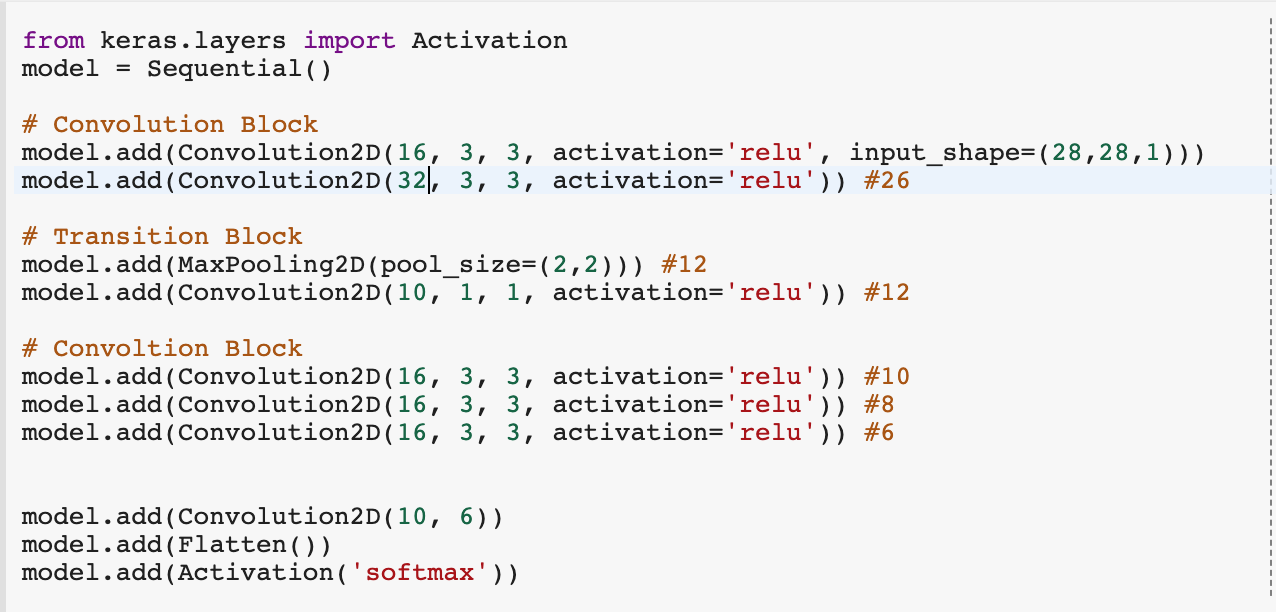 from keras.layers import Activation
model = Sequential()
# Convolution Block
model.add(Convolution2D(16, 3, 3, activation='relu', input_shape=(28,28,1)))
model.add(Convolution2D(32, 3, 3, activation='relu')) #26
# Transition Block
model.add(MaxPooling2D(pool_size=(2,2))) #12
model.add(Convolution2D(10, 1, 1, activation='relu')) #12
# Convoltion Block
model.add(Convolution2D(16, 3, 3, activation='relu')) #10
model.add(Convolution2D(16, 3, 3, activation='relu')) #8
model.add(Convolution2D(16, 3, 3, activation='relu')) #6
model.add(Convolution2D(10, 6))
model.add(Flatten())
model.add(Activation('softmax'))